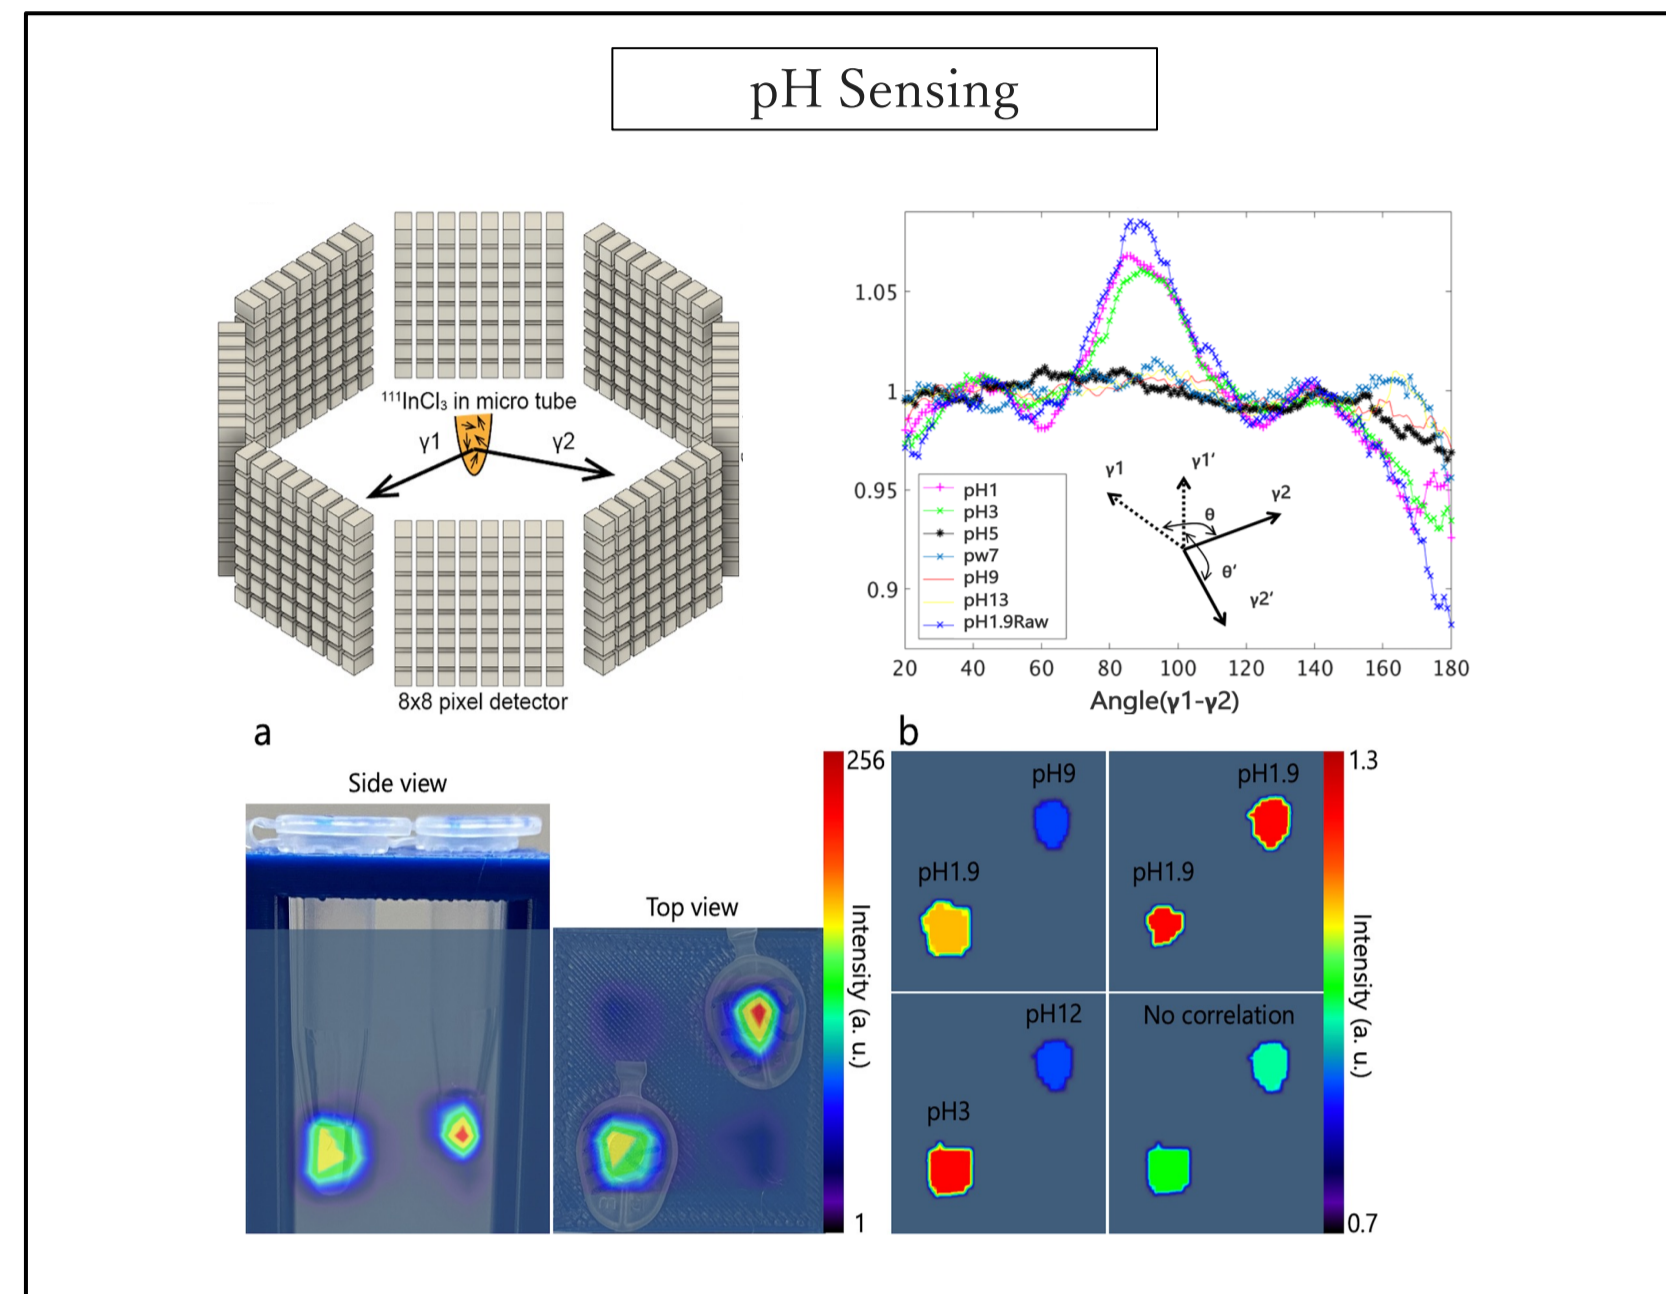 pH Sensing
¹¹¹InCl₃ in micro tube
γ1
γ2
8x8 pixel detector
1.05
1
0.95
0.9
γ1
γ1′
γ2
θ
θ′
γ2′
pH1
pH3
pH5
pw7
pH9
pH13
pH1.9Raw
20 40 60 80 100 120 140 160 180
Angle(γ1-γ2)
a
Side view
Top view
256
Intensity (a. u.)
1
b
pH9
pH1.9
pH1.9
pH1.9
pH12
No correlation
pH3
1.3
Intensity (a. u.)
0.7